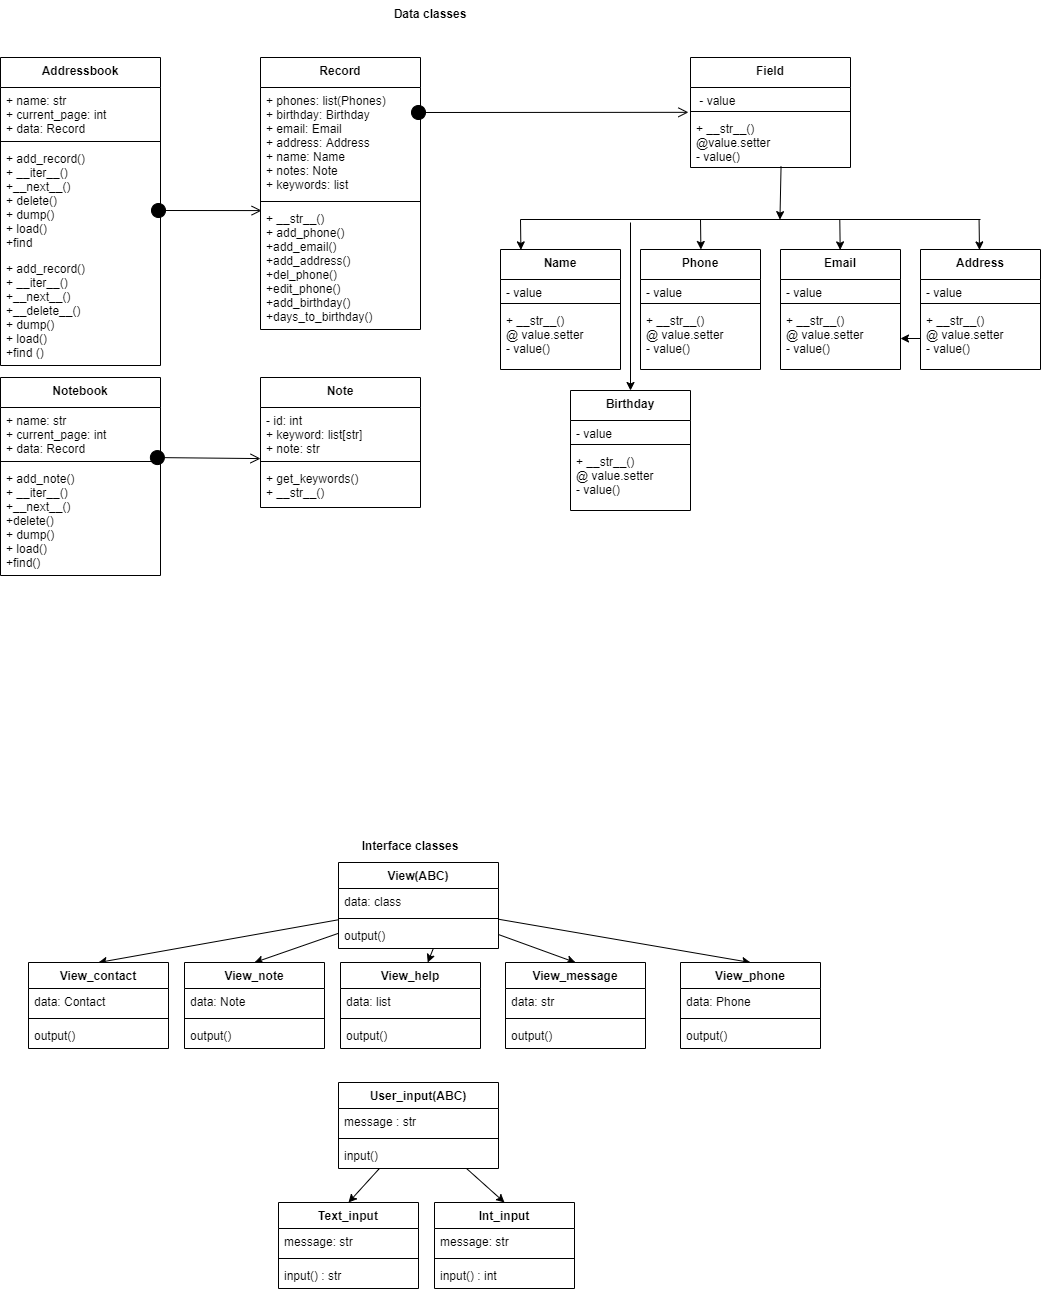 Data classes
Addressbook
+ name: str
+ current_page: int
+ data: Record
+ add_record()
+ __iter__()
+__next__()
+ delete()
+ dump()
+ load()
+find
+ add_record()
+ __iter__()
+__next__()
+__delete__()
+ dump()
+ load()
+find ()
Record
+ phones: list(Phones)
+ birthday: Birthday
+ email: Email
+ address: Address
+ name: Name
+ notes: Note
+ keywords: list
+ __str__()
+ add_phone()
+add_email()
+add_address()
+del_phone()
+edit_phone()
+add_birthday()
+days_to_birthday()
Field
- value
+ __str__()
@value.setter
- value()
Name
- value
+ __str__()
@ value.setter
- value()
Phone
- value
+ __str__()
@ value.setter
- value()
Email
- value
+ __str__()
@ value.setter
- value()
Address
- value
+ __str__()
@ value.setter
- value()
Birthday
- value
+ __str__()
@ value.setter
- value()
Notebook
+ name: str
+ current_page: int
+ data: Record
+ add_note()
+ __iter__()
+__next__()
+delete()
+ dump()
+ load()
+find()
Note
- id: int
+ keyword: list[str]
+ note: str
+ get_keywords()
+ __str__()
Interface classes
View(ABC)
data: class
output()
View_contact
data: Contact
output()
View_note
data: Note
output()
View_help
data: list
output()
View_message
data: str
output()
View_phone
data: Phone
output()
User_input(ABC)
message : str
input()
Text_input
message: str
input() : str
Int_input
message: str
input() : int